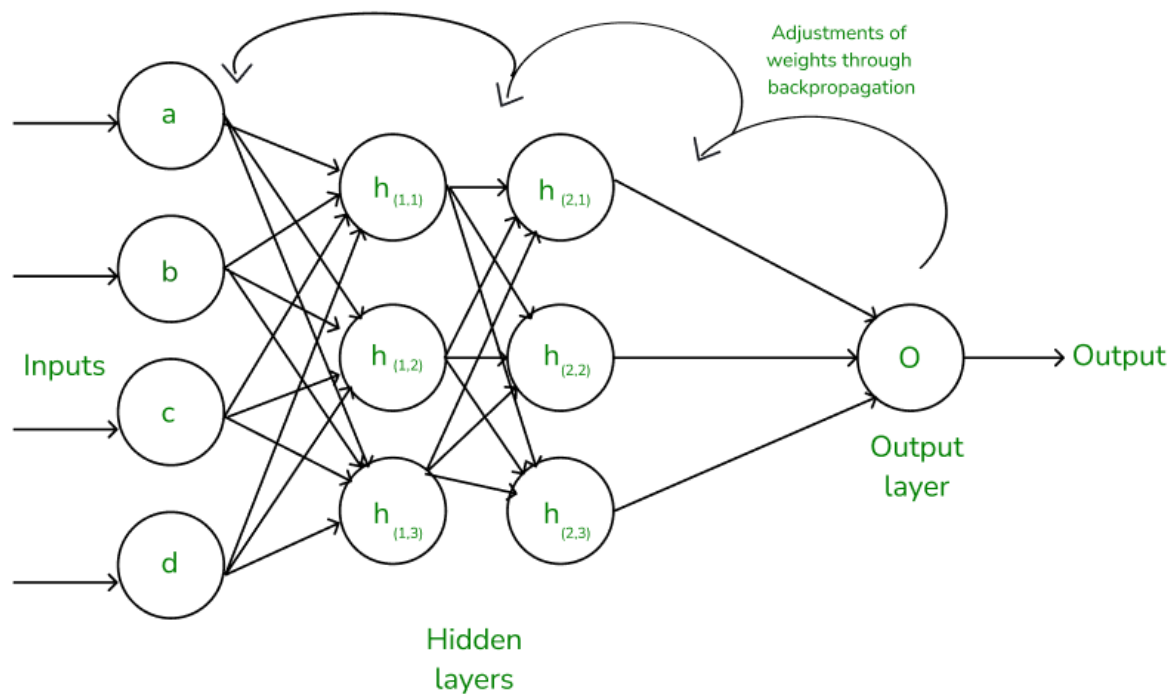 Adjustments of
weights through
backpropagation
a
h (1,1)
h (2,1)
b
Inputs
h (1,2)
h (2,2)
O
Output
c
Output
layer
h (1,3)
h (2,3)
d
Hidden
layers